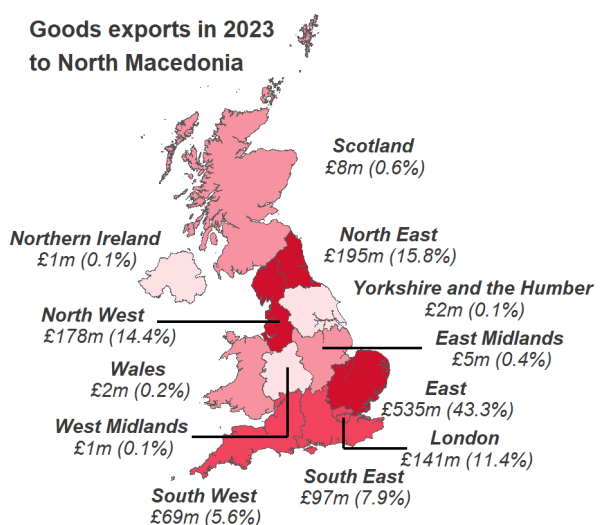 Goods exports in 2023
to North Macedonia
Scotland
£8m (0.6%)
Northern Ireland
£1m (0.1%)
North East
£195m (15.8%)
Yorkshire and the Humber
£2m (0.1%)
North West
£178m (14.4%)
East Midlands
£5m (0.4%)
Wales
£2m (0.2%)
East
£535m (43.3%)
West Midlands
£1m (0.1%)
London
£141m (11.4%)
South East
£97m (7.9%)
South West
£69m (5.6%)